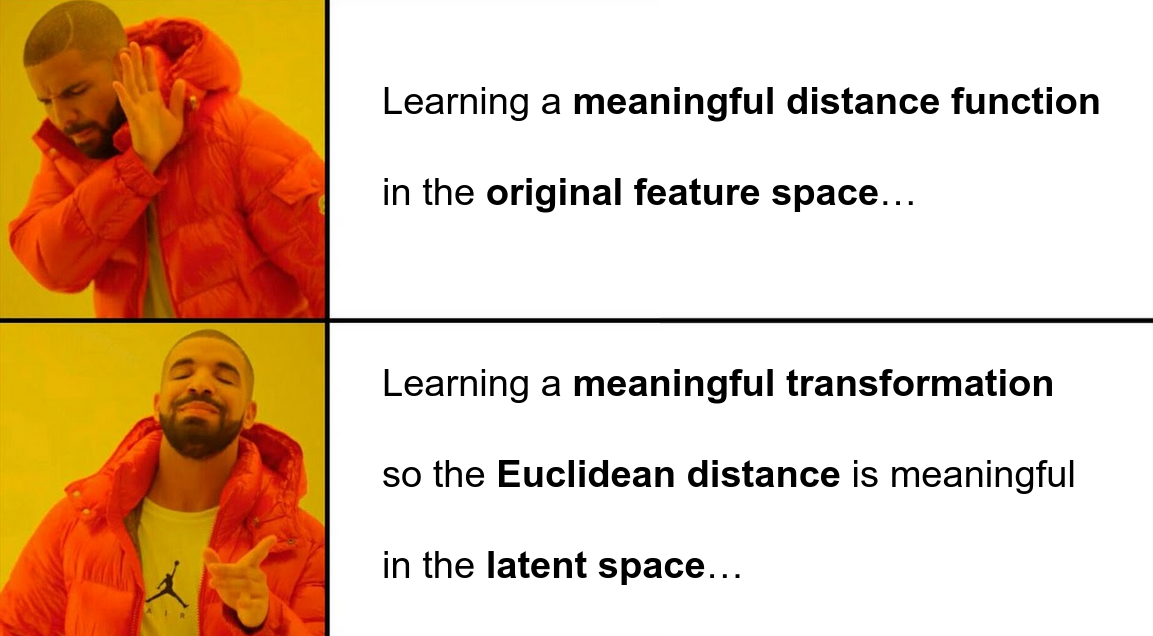 Learning a meaningful distance function
in the original feature space…
Learning a meaningful transformation
so the Euclidean distance is meaningful
in the latent space…
AIR